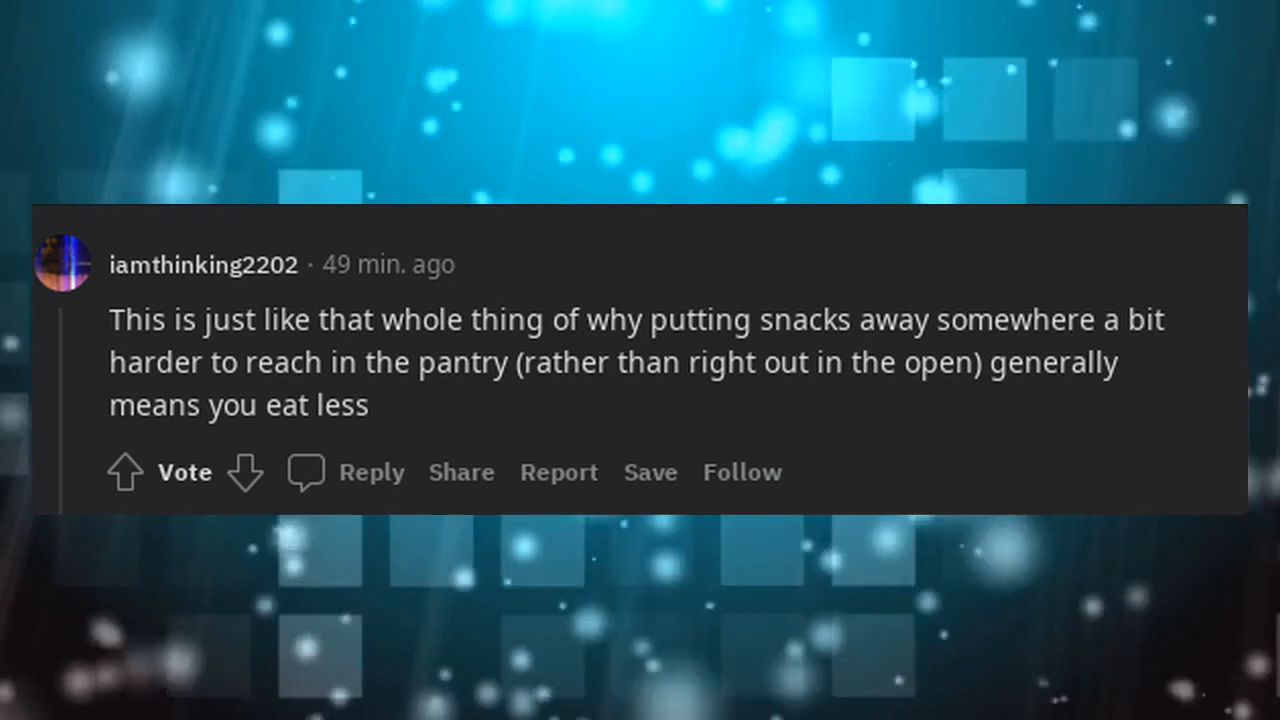 iamthinking2202 · 49 min. ago
This is just like that whole thing of why putting snacks away somewhere a bit
harder to reach in the pantry (rather than right out in the open) generally
means you eat less
Vote Reply Share Report Save Follow